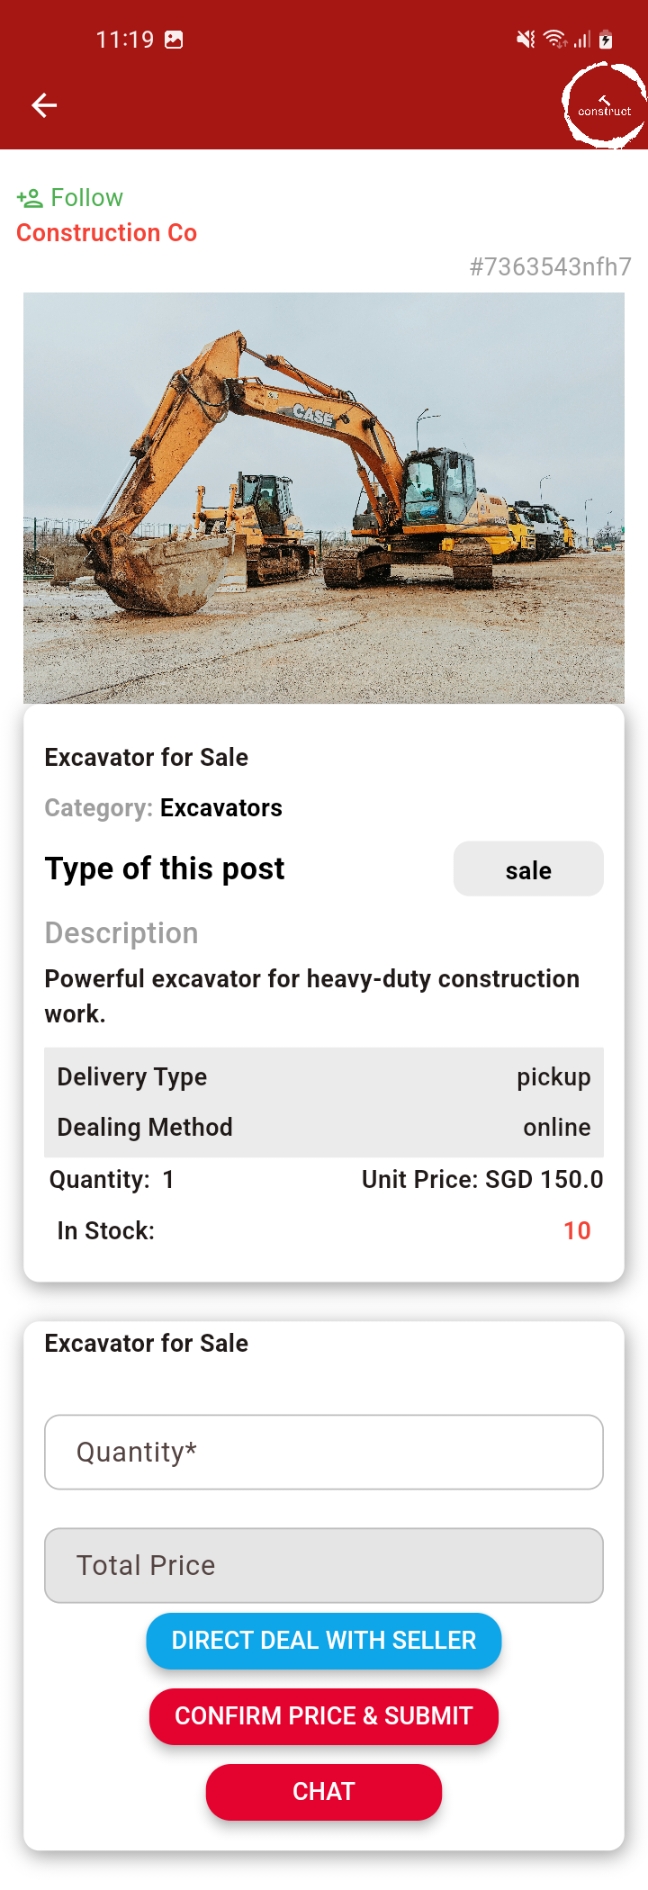 11:19
construct
Follow
Construction Co
#7363543nfh7
CASE
Excavator for Sale
Category: Excavators
Type of this post
sale
Description
Powerful excavator for heavy-duty construction
work.
Delivery Type pickup
Dealing Method online
Quantity: 1 Unit Price: SGD 150.0
In Stock: 10
Excavator for Sale
Quantity*
Total Price
DIRECT DEAL WITH SELLER
CONFIRM PRICE & SUBMIT
CHAT